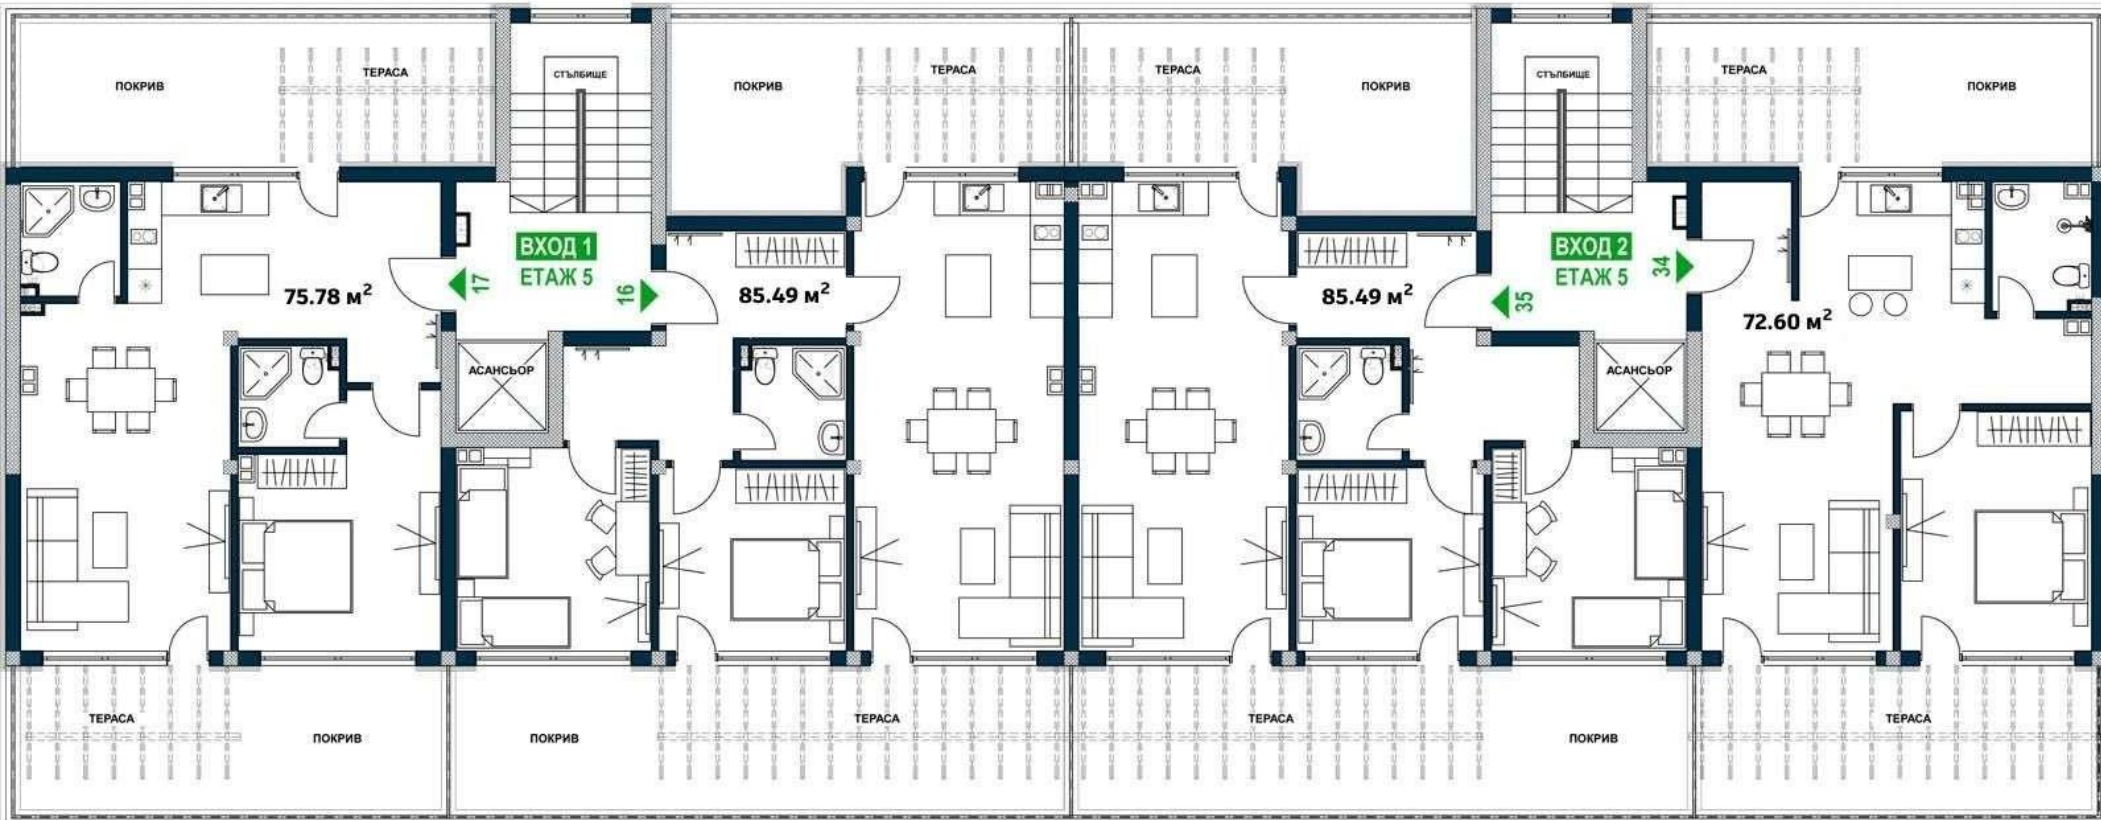 ПОКРИВ
ТЕРАСА
СТЪЛБИЩЕ
ПОКРИВ
ТЕРАСА
ТЕРАСА
ПОКРИВ
СТЪЛБИЩЕ
ТЕРАСА
ПОКРИВ
ВХОД 1
ЕТАЖ 5
17
16
75.78 м²
85.49 м²
85.49 м²
ВХОД 2
ЕТАЖ 5
35
34
72.60 м²
АСАНСЬОР
АСАНСЬОР
ТЕРАСА
ПОКРИВ
ПОКРИВ
ТЕРАСА
ТЕРАСА
ПОКРИВ
ТЕРАСА